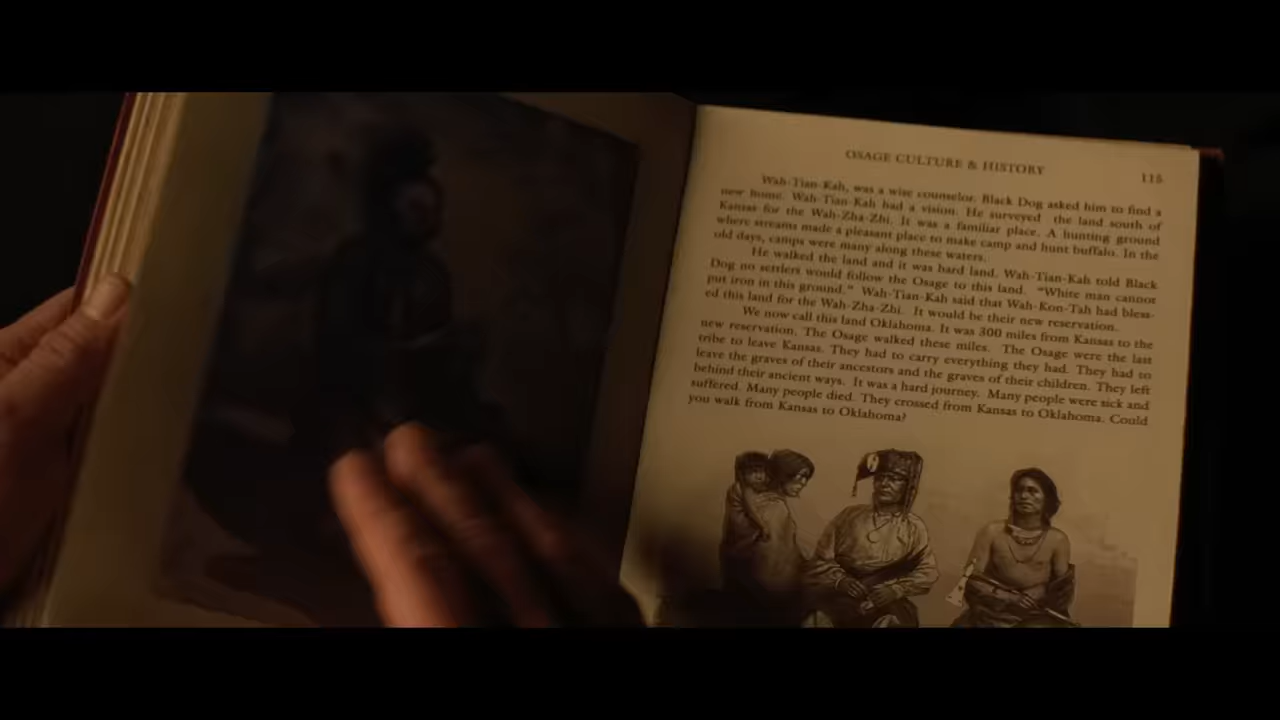 OSAGE CULTURE & HISTORY
115
Wah-Tian-Kah, was a wise counselor. Black Dog asked him to find a
new home. Wah-Tian-Kah had a vision. He surveyed the land south of
Kansas for the Wah-Zha-Zhi. It was a familiar place. A hunting ground
where streams made a pleasant place to make camp and hunt buffalo. In the
old days, camps were many along these waters.
He walked the land and it was hard land. Wah-Tian-Kah told Black
Dog no settlers would follow the Osage to this land. "White man cannot
put iron in this ground." Wah-Tian-Kah said that Wah-Kon-Tah had bless-
ed this land for the Wah-Zha-Zhi. It would be their new reservation.
We now call this land Oklahoma. It was 300 miles from Kansas to the
new reservation. The Osage walked these miles. The Osage were the last
tribe to leave Kansas. They had to carry everything they had. They had to
leave the graves of their ancestors and the graves of their children. They left
behind their ancient ways. It was a hard journey. Many people were sick and
suffered. Many people died. They crossed from Kansas to Oklahoma. Could
you walk from Kansas to Oklahoma?